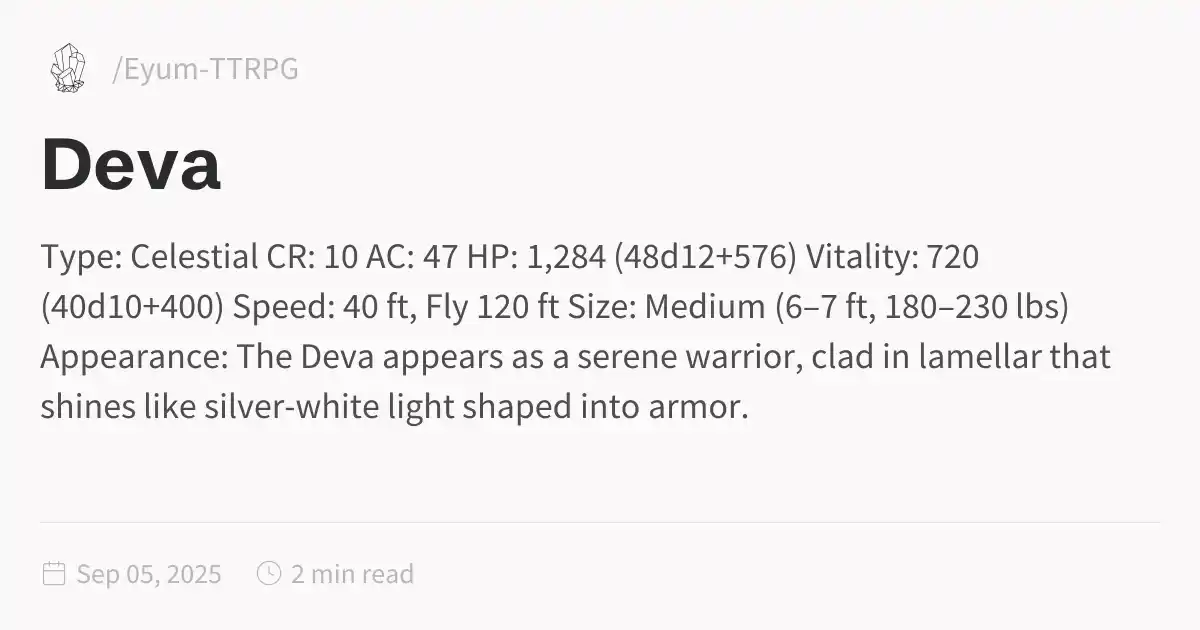 /Eyum-TTRPG
Deva
Type: Celestial CR: 10 AC: 47 HP: 1,284 (48d12+576) Vitality: 720
(40d10+400) Speed: 40 ft, Fly 120 ft Size: Medium (6–7 ft, 180–230 lbs)
Appearance: The Deva appears as a serene warrior, clad in lamellar that
shines like silver-white light shaped into armor.
Sep 05, 2025 2 min read